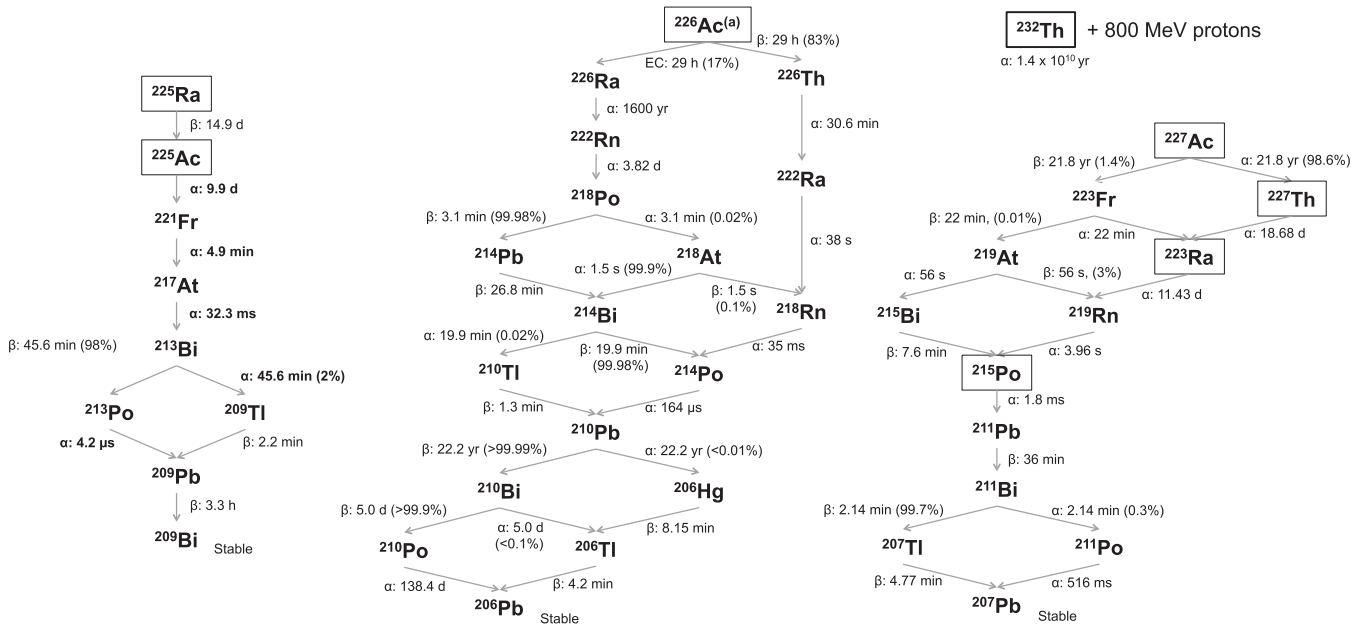 ²²⁵Ra
β: 14.9 d
²²⁵Ac
α: 9.9 d
²²¹Fr
α: 4.9 min
²¹⁷At
α: 32.3 ms
β: 45.6 min (98%)
²¹³Bi
α: 45.6 min (2%)
²¹³Po
²⁰⁹Tl
α: 4.2 µs
β: 2.2 min
²⁰⁹Pb
β: 3.3 h
²⁰⁹Bi
Stable
²²⁶Ac⁽ᵃ⁾
β: 29 h (83%)
EC: 29 h (17%)
²²⁶Ra
²²⁶Th
α: 1600 yr
α: 30.6 min
²²²Rn
α: 3.82 d
²²²Ra
²¹⁸Po
β: 3.1 min (99.98%)
α: 3.1 min (0.02%)
α: 38 s
²¹⁴Pb
²¹⁸At
α: 1.5 s (99.9%)
β: 26.8 min
β: 1.5 s
(0.1%)
²¹⁴Bi
²¹⁸Rn
α: 19.9 min (0.02%)
β: 19.9 min
(99.98%)
α: 35 ms
²¹⁰Tl
²¹⁴Po
β: 1.3 min
α: 164 µs
²¹⁰Pb
β: 22.2 yr (>99.99%)
α: 22.2 yr (<0.01%)
²¹⁰Bi
²⁰⁶Hg
β: 5.0 d (>99.9%)
α: 5.0 d
(<0.1%)
β: 8.15 min
²¹⁰Po
²⁰⁶Tl
α: 138.4 d
β: 4.2 min
²⁰⁶Pb
Stable
²³²Th + 800 MeV protons
α: 1.4 x 10¹⁰ yr
²²⁷Ac
β: 21.8 yr (1.4%)
α: 21.8 yr (98.6%)
²²³Fr
²²⁷Th
β: 22 min, (0.01%)
α: 22 min
α: 18.68 d
²¹⁹At
²²³Ra
α: 56 s
β: 56 s, (3%)
α: 11.43 d
²¹⁵Bi
²¹⁹Rn
β: 7.6 min
α: 3.96 s
²¹⁵Po
α: 1.8 ms
²¹¹Pb
β: 36 min
²¹¹Bi
β: 2.14 min (99.7%)
α: 2.14 min (0.3%)
²⁰⁷Tl
²¹¹Po
β: 4.77 min
α: 516 ms
²⁰⁷Pb
Stable